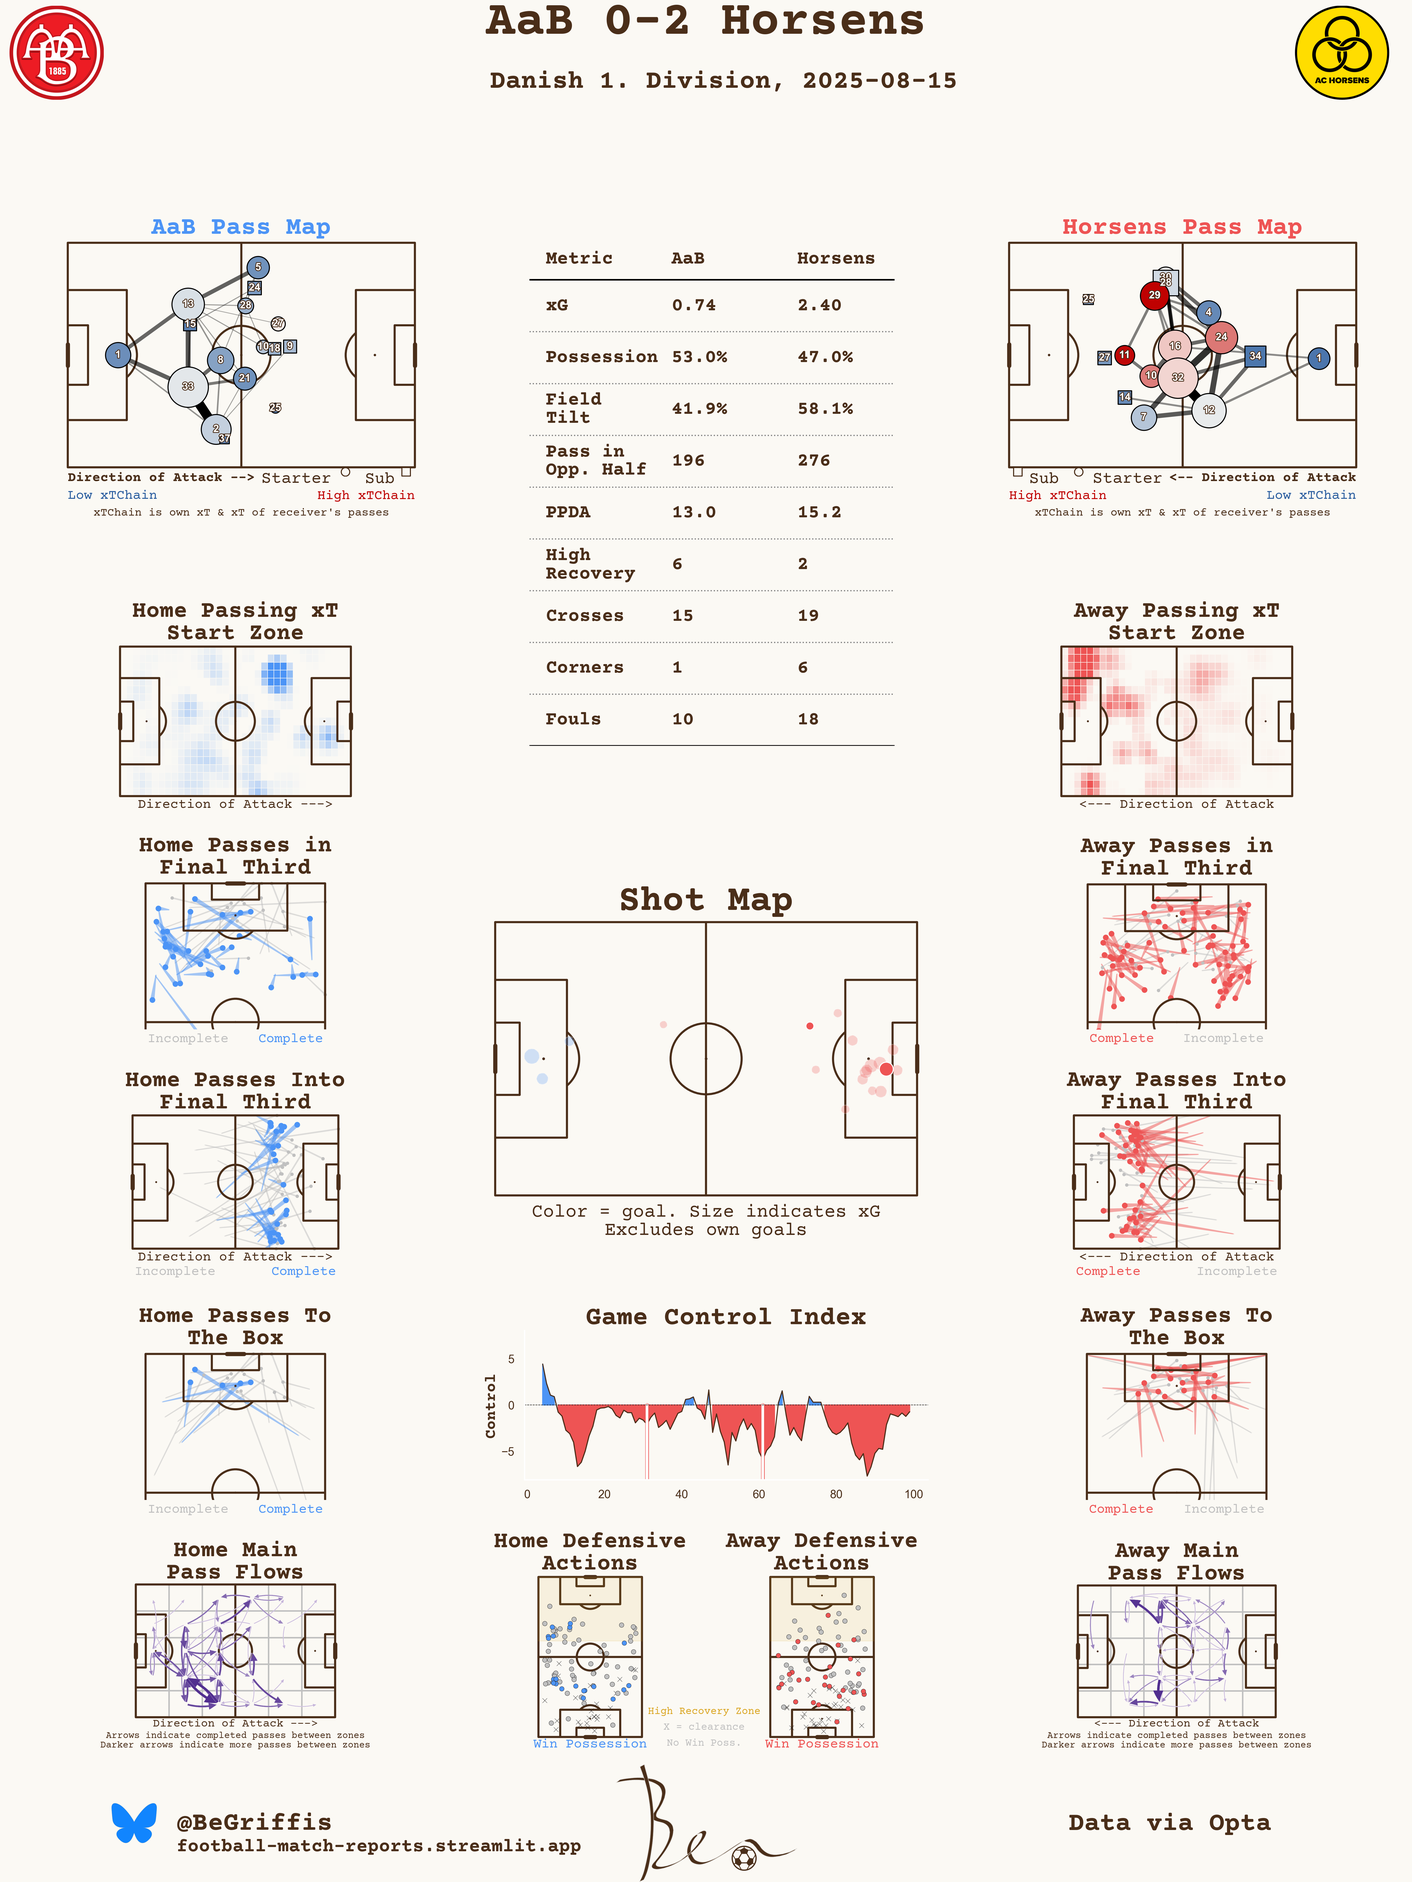 AaB 0-2 Horsens
Danish 1. Division, 2025-08-15
1885
AC HORSENS
AaB Pass Map
5
24
13
28
15
27
10
18
9
1
8
33
21
25
2
37
Direction of Attack --> Starter Sub
Low xTChain High xTChain
xTChain is own xT & xT of receiver's passes
Metric AaB Horsens
xG 0.74 2.40
Possession 53.0% 47.0%
Field
Tilt 41.9% 58.1%
Pass in
Opp. Half 196 276
PPDA 13.0 15.2
High
Recovery 6 2
Crosses 15 19
Corners 1 6
Fouls 10 18
Horsens Pass Map
28
29
25
4
24
16
34
27
11
1
10
32
14
12
7
Sub Starter <-- Direction of Attack
High xTChain Low xTChain
xTChain is own xT & xT of receiver's passes
Home Passing xT
Start Zone
Direction of Attack --->
Away Passing xT
Start Zone
<--- Direction of Attack
Home Passes in
Final Third
Incomplete Complete
Away Passes in
Final Third
Complete Incomplete
Shot Map
Color = goal. Size indicates xG
Excludes own goals
Home Passes Into
Final Third
Direction of Attack --->
Incomplete Complete
Away Passes Into
Final Third
<--- Direction of Attack
Complete Incomplete
Home Passes To
The Box
Incomplete Complete
Game Control Index
Control
5
0
−5
0 20 40 60 80 100
Away Passes To
The Box
Complete Incomplete
Home Main
Pass Flows
Direction of Attack --->
Arrows indicate completed passes between zones
Darker arrows indicate more passes between zones
Home Defensive
Actions
Win Possession
Away Defensive
Actions
Win Possession
High Recovery Zone
X = clearance
No Win Poss.
Away Main
Pass Flows
<--- Direction of Attack
Arrows indicate completed passes between zones
Darker arrows indicate more passes between zones
@BeGriffis
football-match-reports.streamlit.app
Ben
Data via Opta